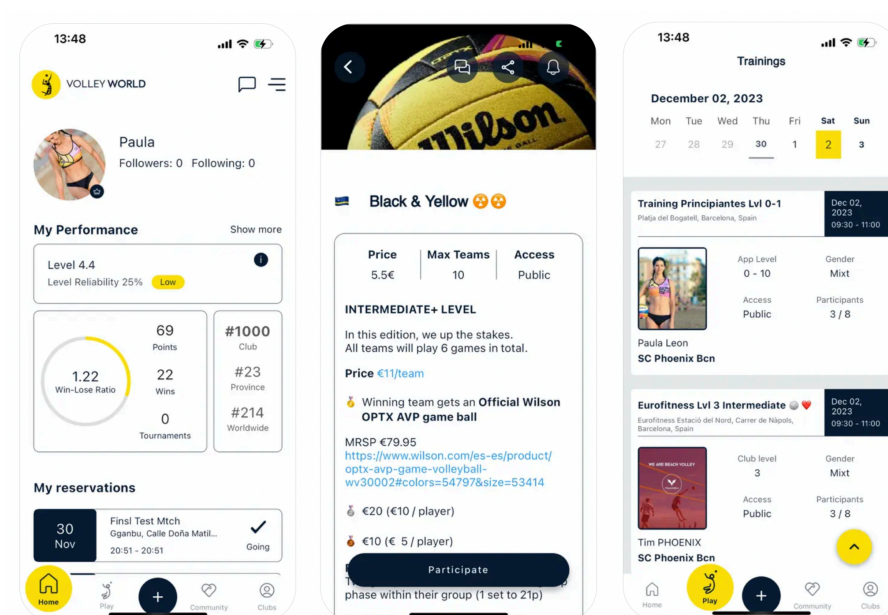 13:48
VOLLEY WORLD
Paula
Followers: 0 Following: 0
My Performance
Show more
Level 4.4
Level Reliability 25%
Low
1.22
Win-Lose Ratio
69
Points
22
Wins
0
Tournaments
#1000
Club
#23
Province
#214
Worldwide
My reservations
30
Nov
Finsl Test Mtch
Gganbu, Calle Doña Matil...
20:51 - 20:51
Going
Home
Play
Community
Clubs
Wilson
Black & Yellow
Price
Max Teams
Access
5.5€
10
Public
INTERMEDIATE+ LEVEL
In this edition, we up the stakes.
All teams will play 6 games in total.
Price €11/team
Winning team gets an Official Wilson
OPTX AVP game ball
MRSP €79.95
https://www.wilson.com/es-es/product/
optx-avp-game-volleyball-
wv30002#colors=54797&size=53414
€20 (€10 / player)
€10 (€ 5 / player)
Participate
phase within their group (1 set to 21p)
13:48
Trainings
December 02, 2023
Mon Tue Wed Thu Fri Sat Sun
27 28 29 30 1 2 3
Training Principiantes Lvl 0-1
Platja del Bogatell, Barcelona, Spain
Dec 02,
2023
09:30 - 11:00
App Level
0 - 10
Gender
Mixt
Access
Public
Participants
3 / 8
Paula Leon
SC Phoenix Bcn
Eurofitness Lvl 3 Intermediate
Eurofitness Estació del Nord, Carrer de Nàpols,
Barcelona, Spain
Dec 02,
2023
09:30 - 11:00
WE ARE BEACH VOLLEY
Club level
3
Gender
Mixt
Access
Public
Participants
3 / 8
Tim PHOENIX
SC Phoenix Bcn
Home
Play
Community
Clubs